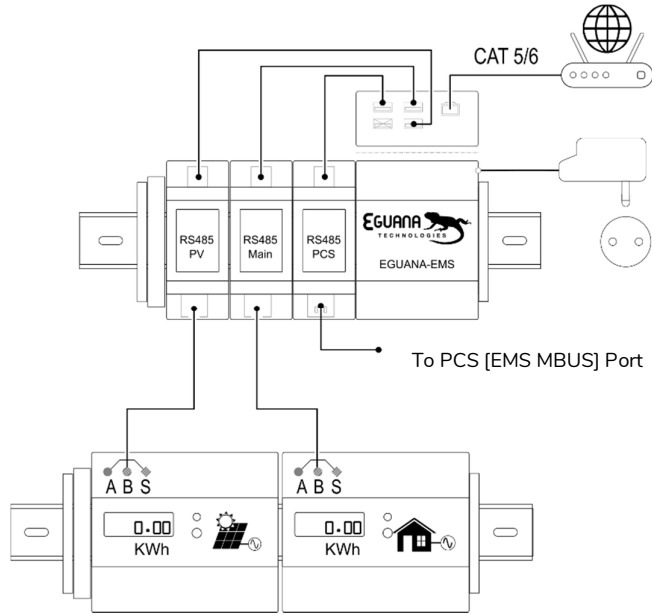 CAT 5/6
RS485
PV
RS485
Main
RS485
PCS
EGUANA
TECHNOLOGIES
EGUANA-EMS
To PCS [EMS MBUS] Port
A B S
A B S
0.00
KWh
0.00
KWh